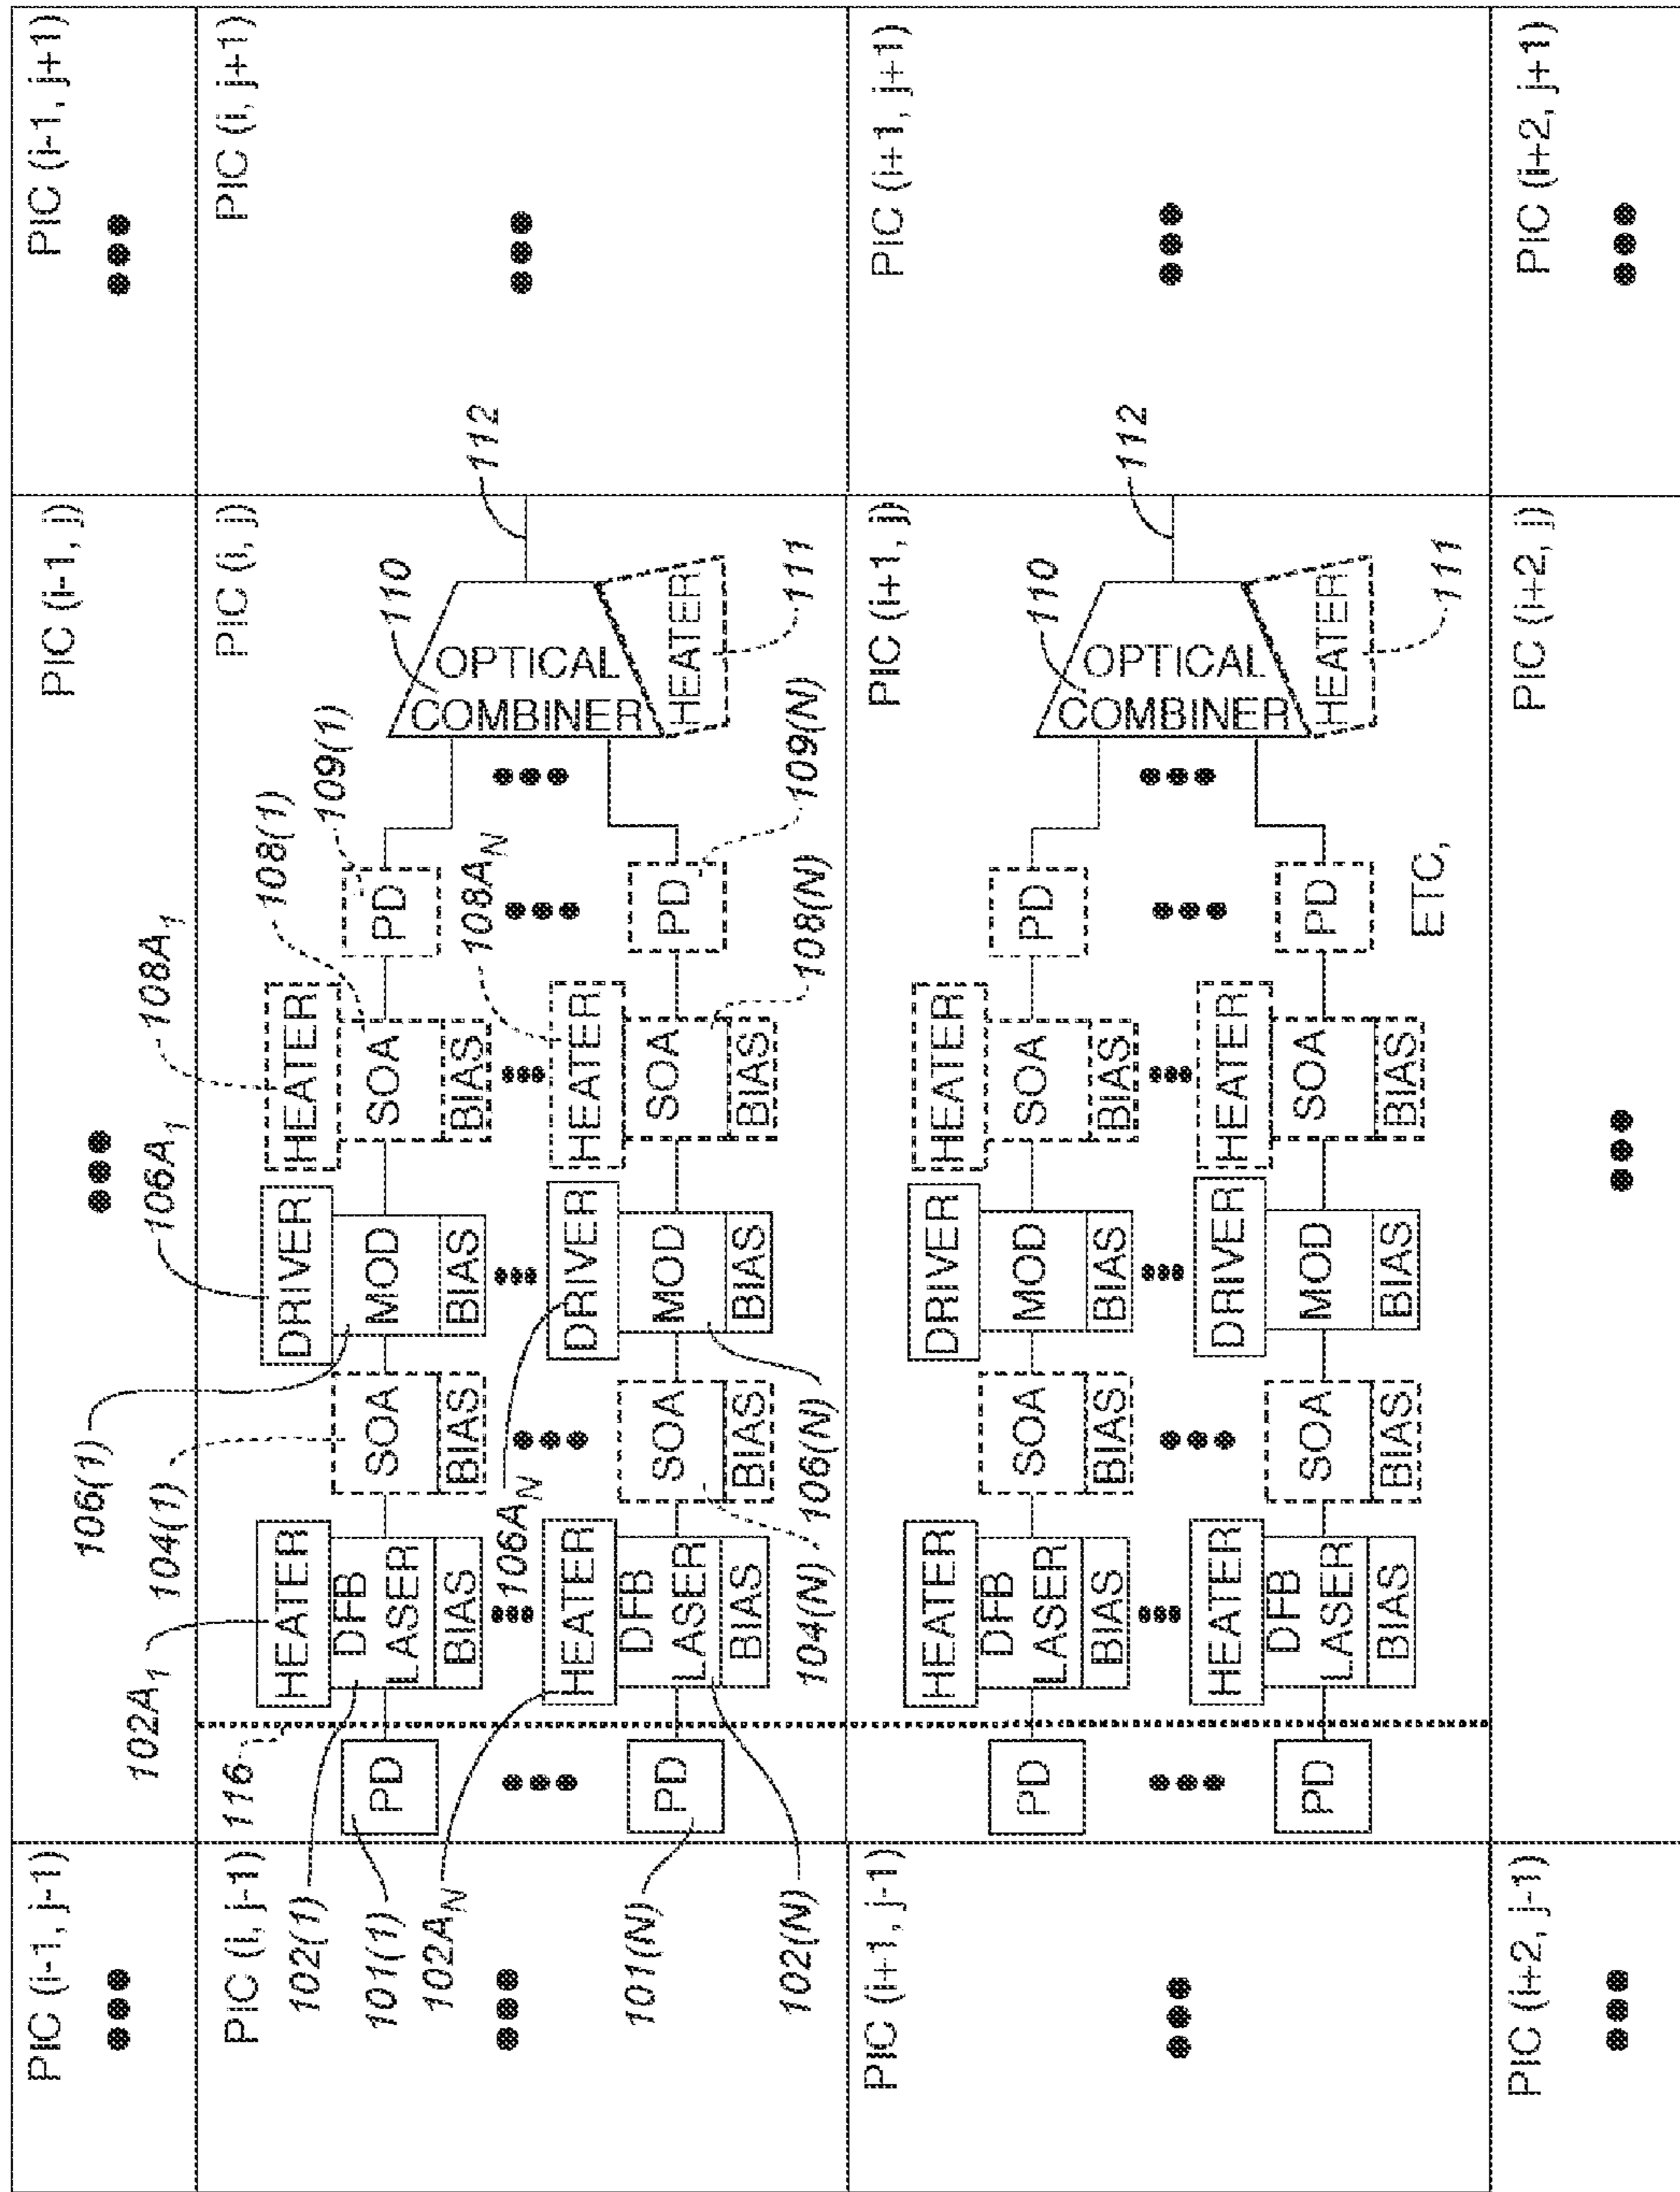 PIC (i-1, j-1)
PIC (i-1, j)
PIC (i-1, j+1)
PIC (i, j-1)
PIC (i, j)
PIC (i, j+1)
106(1)
104(1)
102A1
116
106A1
108A1
108(1)
109(1)
110
112
HEATER
DFB
LASER
BIAS
SOA
BIAS
DRIVER
MOD
BIAS
HEATER
SOA
BIAS
PD
PD
OPTICAL
COMBINER
HEATER
111
102(1)
101(1)
102AN
106AN
108AN
PD
HEATER
DFB
LASER
BIAS
SOA
BIAS
DRIVER
MOD
BIAS
HEATER
SOA
BIAS
PD
101(N)
102(N)
104(N)
106(N)
108(N)
109(N)
PIC (i+1, j-1)
PIC (i+1, j)
PIC (i+1, j+1)
110
112
PD
HEATER
DFB
LASER
BIAS
SOA
BIAS
DRIVER
MOD
BIAS
HEATER
SOA
BIAS
PD
OPTICAL
COMBINER
HEATER
111
PD
HEATER
DFB
LASER
BIAS
SOA
BIAS
DRIVER
MOD
BIAS
HEATER
SOA
BIAS
PD
ETC,
PIC (i+2, j-1)
PIC (i+2, j)
PIC (i+2, j+1)